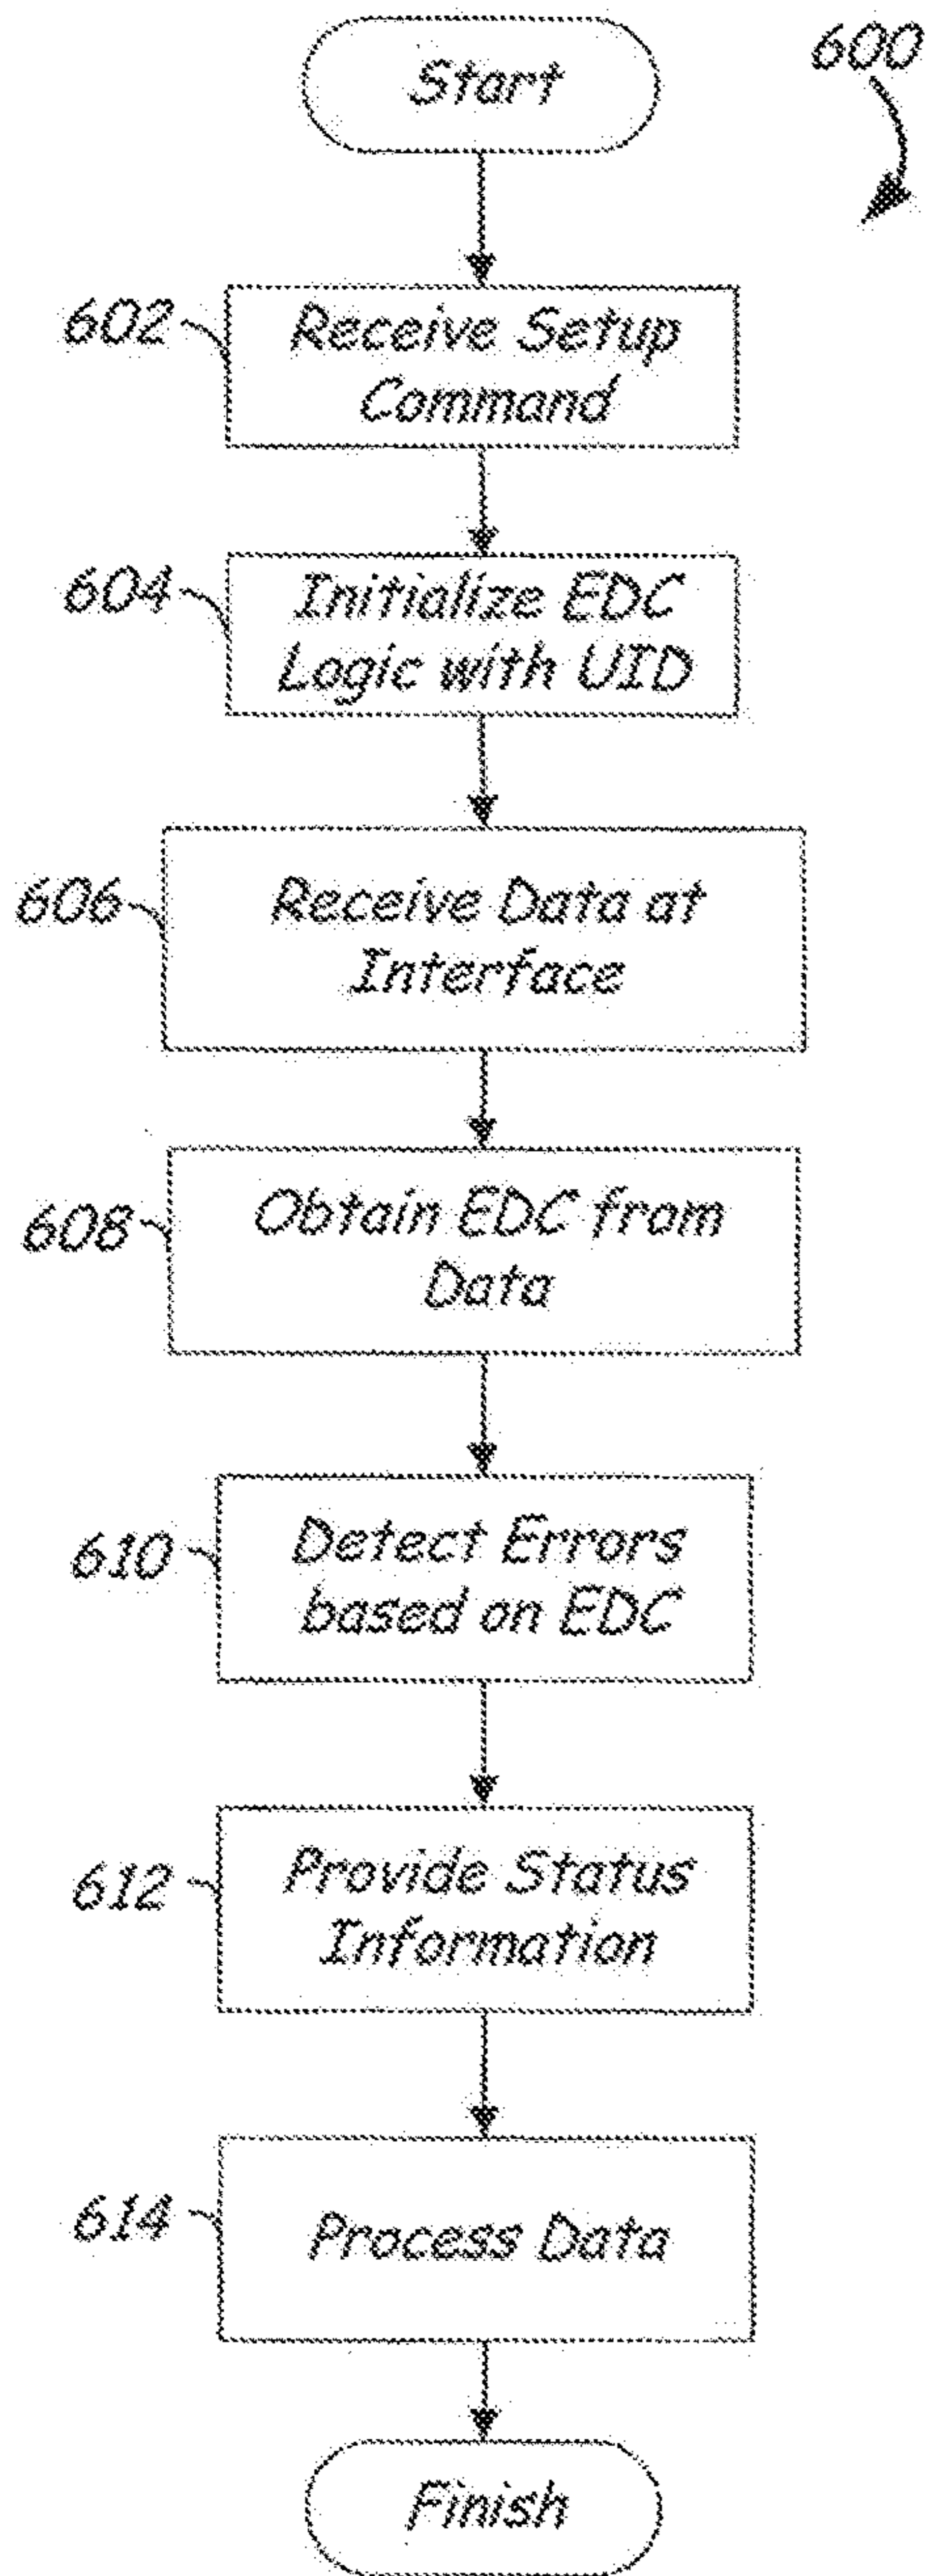 Start
600
602
Receive Setup
Command
604
Initialize EDC
Logic with UID
606
Receive Data at
Interface
608
Obtain EDC from
Data
610
Detect Errors
based on EDC
612
Provide Status
Information
614
Process Data
Finish